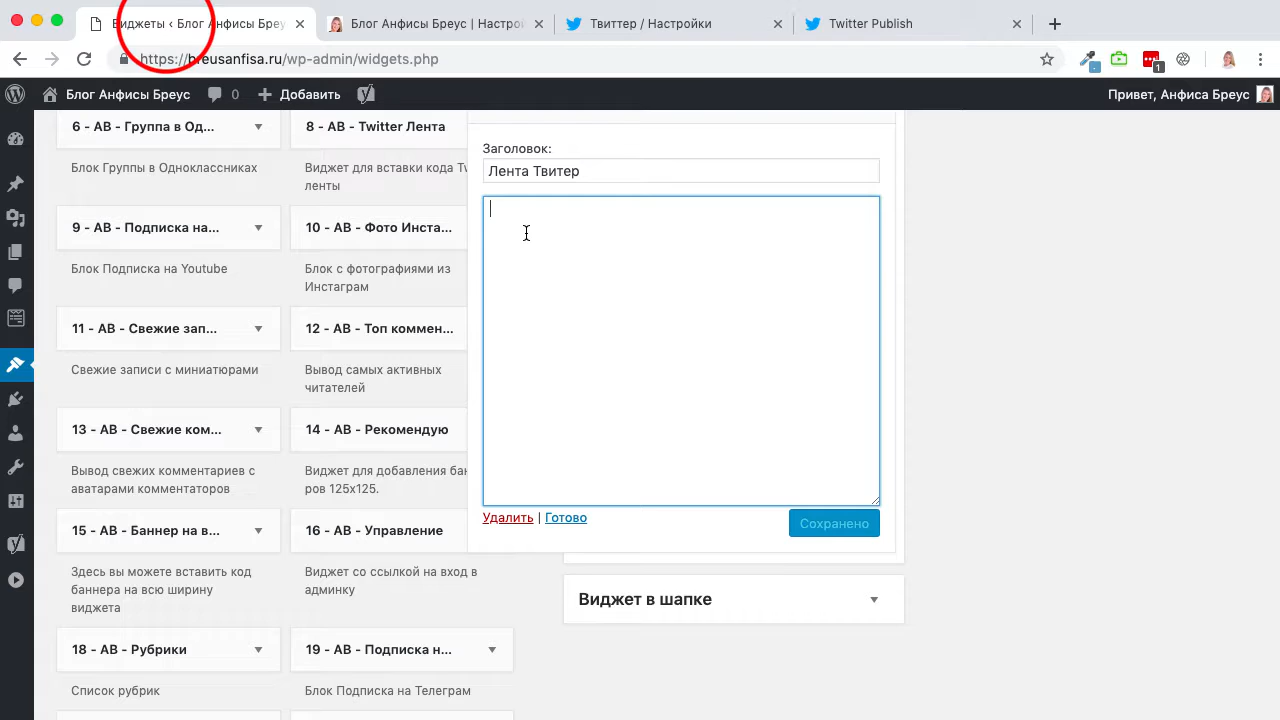 Виджеты ‹ Блог Анфисы Бреус
Блог Анфисы Бреус | Настрой
Твиттер / Настройки
Twitter Publish
https://breusanfisa.ru/wp-admin/widgets.php
1
Блог Анфисы Бреус
0
Добавить
Привет, Анфиса Бреус
6 - AB - Группа в Од...
8 - AB - Twitter Лента
Блок Группы в Одноклассниках
Виджет для вставки кода Tw
ленты
9 - AB - Подписка на...
10 - AB - Фото Инста...
Блок Подписка на Youtube
Блок с фотографиями из
Инстаграм
11 - AB - Свежие зап...
12 - AB - Топ коммен...
Свежие записи с миниатюрами
Вывод самых активных
читателей
13 - AB - Свежие ком...
14 - AB - Рекомендую
Вывод свежих комментариев с
аватарами комментаторов
Виджет для добавления бан
ров 125x125.
15 - AB - Баннер на в...
16 - AB - Управление
Здесь вы можете вставить код
баннера на всю ширину
виджета
Виджет со ссылкой на вход в
админку
18 - AB - Рубрики
19 - AB - Подписка н...
Список рубрик
Блок Подписка на Телеграм
Заголовок:
Лента Твитер
Удалить | Готово
Сохранено
Виджет в шапке